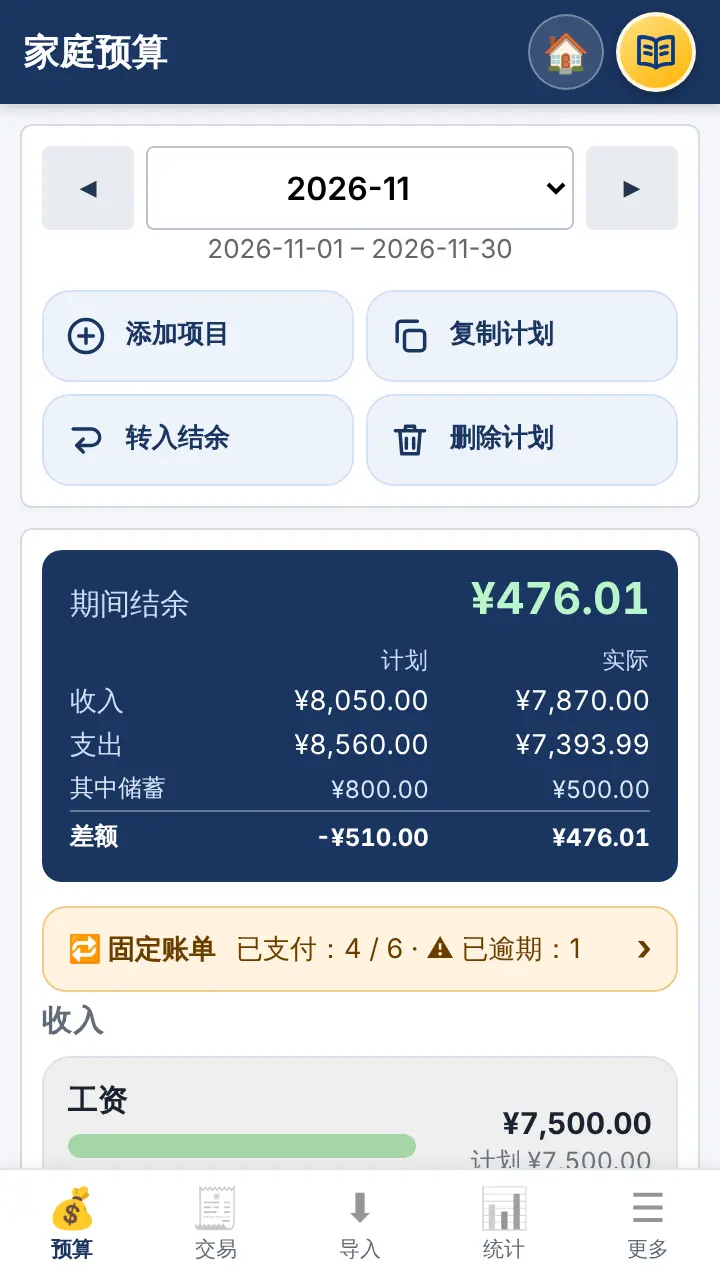 家庭预算
2026-11
2026-11-01 – 2026-11-30
添加项目
复制计划
转入结余
删除计划
期间结余 ¥476.01
计划 实际
收入 ¥8,050.00 ¥7,870.00
支出 ¥8,560.00 ¥7,393.99
其中储蓄 ¥800.00 ¥500.00
差额 -¥510.00 ¥476.01
固定账单 已支付：4 / 6 · ⚠ 已逾期：1
收入
工资
¥7,500.00
计划 ¥7,500.00
预算 交易 导入 统计 更多